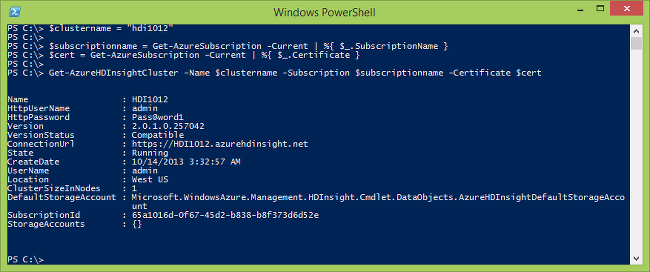 Windows PowerShell
PS C:\> $clustername = "hdi1012"
PS C:\>
PS C:\> $subscriptionname = Get-AzureSubscription -Current | %{ $_.SubscriptionName }
PS C:\> $cert = Get-AzureSubscription -Current | %{ $_.Certificate }
PS C:\>
PS C:\> Get-AzureHDInsightCluster -Name $clustername -Subscription $subscriptionname -Certificate $cert
Name : HDI1012
HttpUserName : admin
HttpPassword : Pass@word1
Version : 2.0.1.0.257042
VersionStatus : Compatible
ConnectionUrl : https://HDI1012.azurehdinsight.net
State : Running
CreateDate : 10/14/2013 3:32:57 AM
UserName : admin
Location : West US
ClusterSizeInNodes : 1
DefaultStorageAccount : Microsoft.WindowsAzure.Management.HDInsight.Cmdlet.DataObjects.AzureHDInsightDefaultStorageAcco
unt
SubscriptionId : 65a1016d-0f67-45d2-b838-b8f373d6d52e
StorageAccounts : {}
PS C:\>